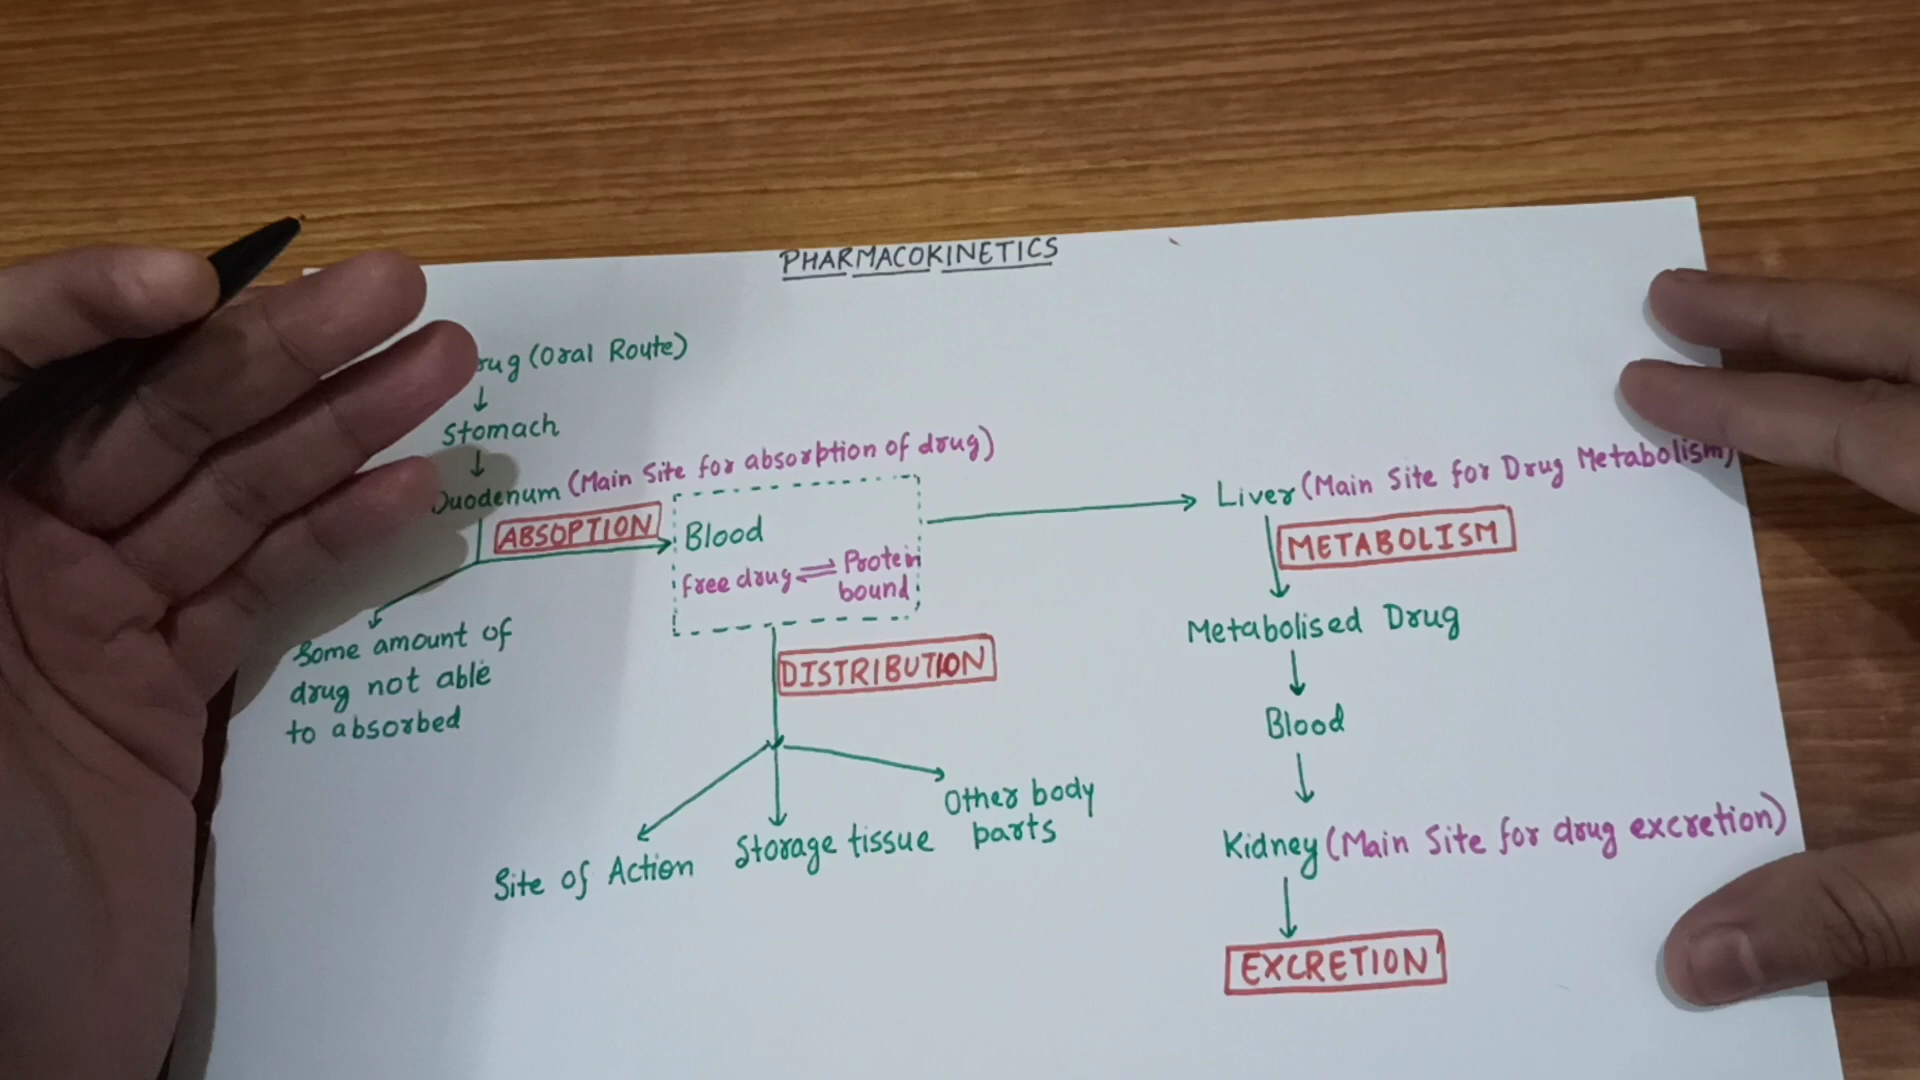 PHARMACOKINETICS
rug (Oral Route)
Stomach
Duodenum (Main Site for absorption of drug)
ABSOPTION
Blood
Free drug ⇌ Protein
bound
Some amount of
drug not able
to absorbed
DISTRIBUTION
Site of Action
Storage tissue
Other body
parts
Liver (Main Site for Drug Metabolism)
METABOLISM
Metabolised Drug
Blood
Kidney (Main Site for drug excretion)
EXCRETION